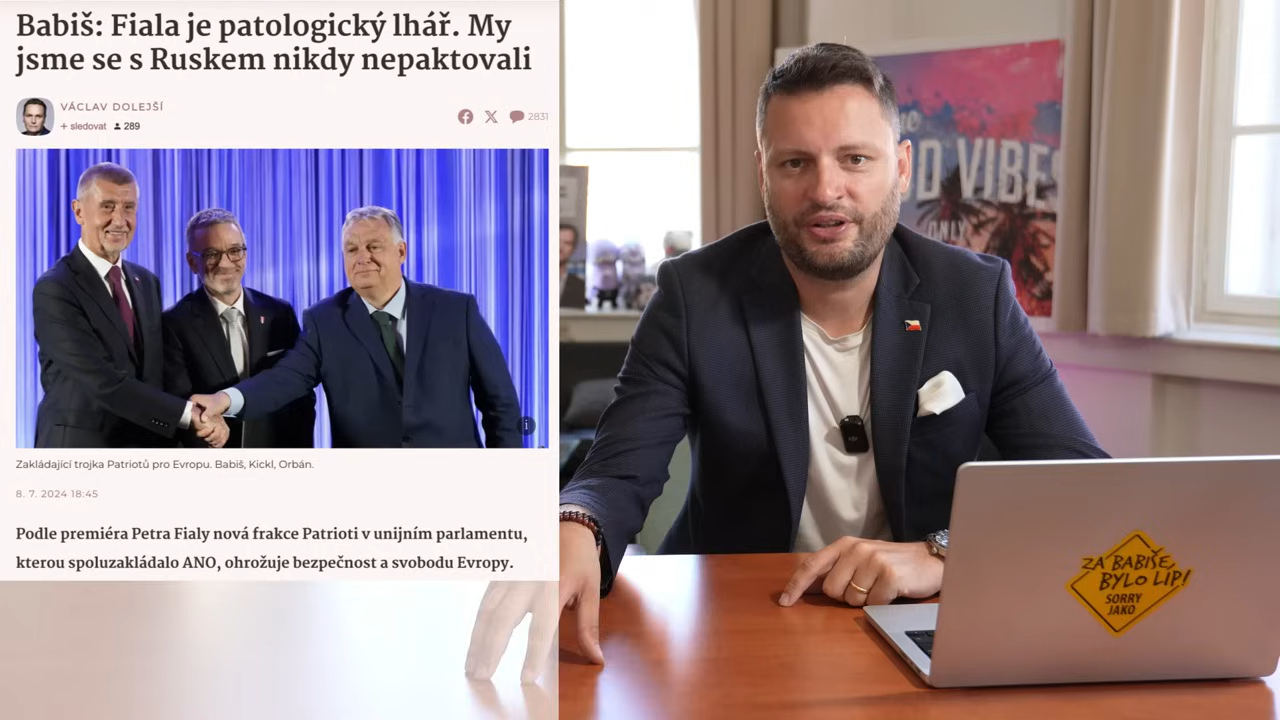 Babiš: Fiala je patologický lhář. My
jsme se s Ruskem nikdy nepaktovali
VÁCLAV DOLEJŠÍ
+ sledovat 289
2831
Zakládající trojka Patriotů pro Evropu. Babiš, Kickl, Orbán.
8. 7. 2024 18:45
Podle premiéra Petra Fialy nová frakce Patrioti v unijním parlamentu,
kterou spoluzakládalo ANO, ohrožuje bezpečnost a svobodu Evropy.
VIBES
ONLY
ZA BABIŠE,
BYLO LIP!
SORRY
JAKO